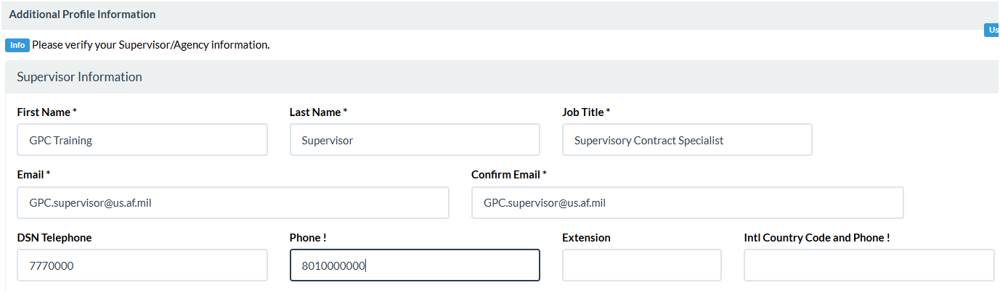 Additional Profile Information
Us
Info Please verify your Supervisor/Agency information.
Supervisor Information
First Name * Last Name * Job Title *
GPC Training Supervisor Supervisory Contract Specialist
Email * Confirm Email *
GPC.supervisor@us.af.mil GPC.supervisor@us.af.mil
DSN Telephone Phone ! Extension Intl Country Code and Phone !
7770000 8010000000